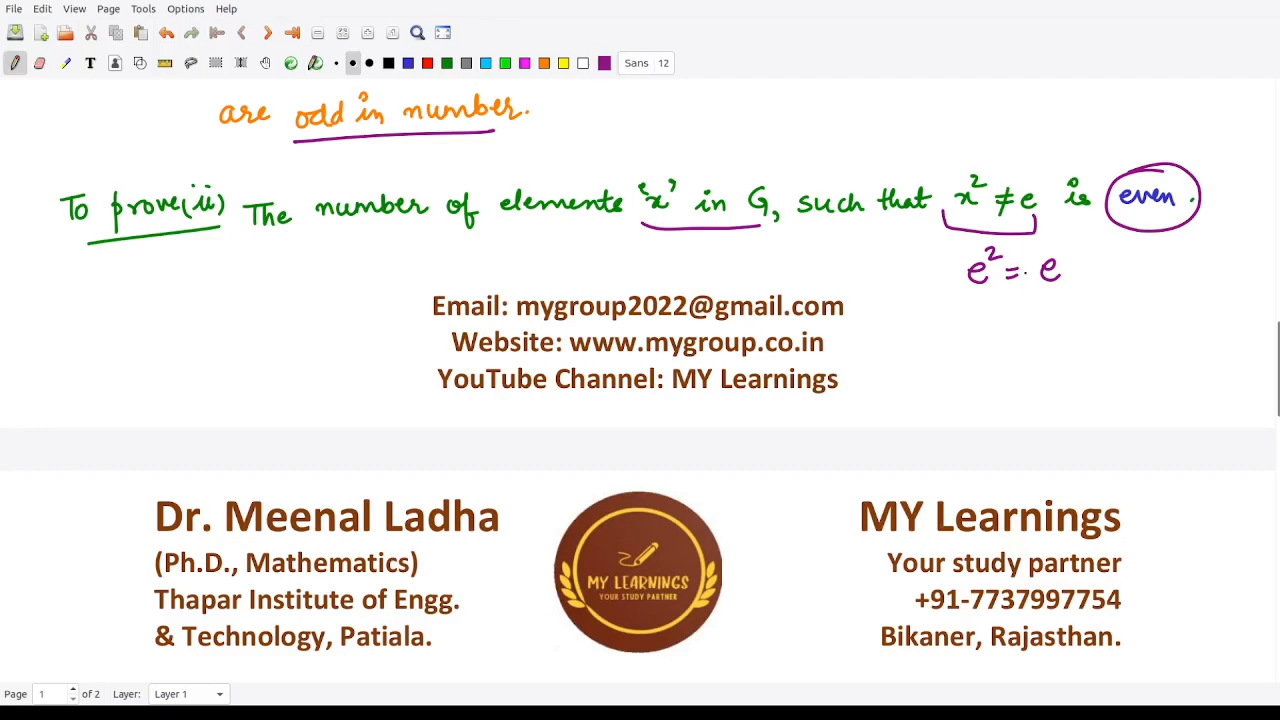 File Edit View Page Tools Options Help
Sans 12
are odd in number.
To prove(ii) The number of elements 'x' in G, such that x² ≠ e is even.
e² = e
Email: mygroup2022@gmail.com
Website: www.mygroup.co.in
YouTube Channel: MY Learnings
Dr. Meenal Ladha
(Ph.D., Mathematics)
Thapar Institute of Engg.
& Technology, Patiala.
MY LEARNINGS
YOUR STUDY PARTNER
MY Learnings
Your study partner
+91-7737997754
Bikaner, Rajasthan.
Page 1 of 2 Layer: Layer 1